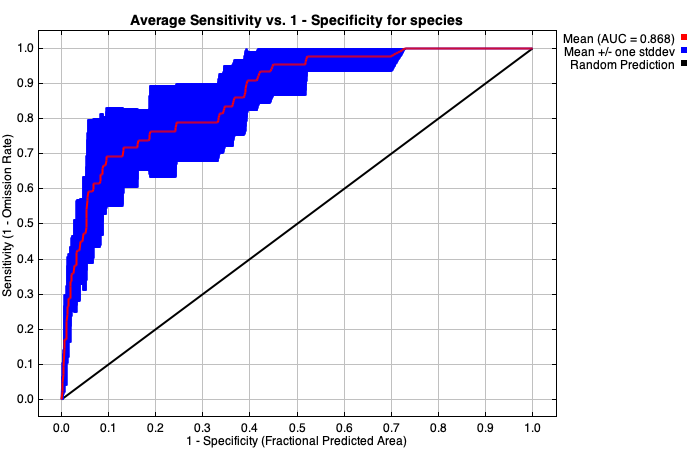 Average Sensitivity vs. 1 - Specificity for species
Mean (AUC = 0.868)
Mean +/- one stddev
Random Prediction
Sensitivity (1 - Omission Rate)
1.0
0.9
0.8
0.7
0.6
0.5
0.4
0.3
0.2
0.1
0.0
0.0 0.1 0.2 0.3 0.4 0.5 0.6 0.7 0.8 0.9 1.0
1 - Specificity (Fractional Predicted Area)